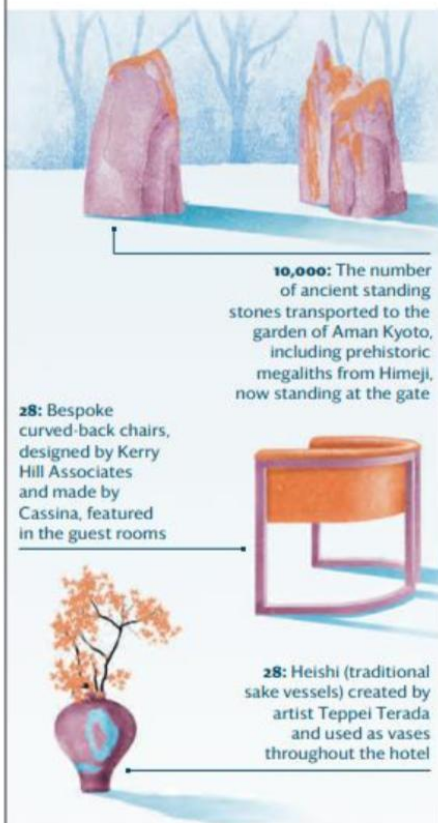 10,000: The number
of ancient standing
stones transported to the
garden of Aman Kyoto,
including prehistoric
megaliths from Himeji,
now standing at the gate
28: Bespoke
curved-back chairs,
designed by Kerry
Hill Associates
and made by
Cassina, featured
in the guest rooms
28: Heishi (traditional
sake vessels) created by
artist Teppei Terada
and used as vases
throughout the hotel